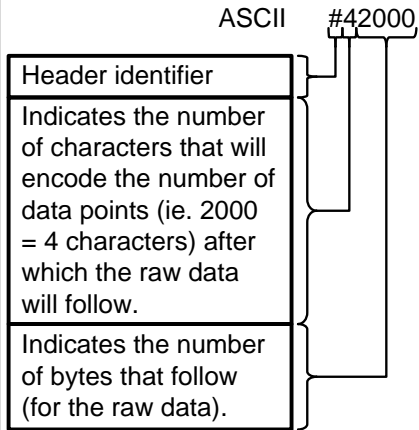 ASCII #42000
Header identifier
Indicates the number
of characters that will
encode the number of
data points (ie. 2000
= 4 characters) after
which the raw data
will follow.
Indicates the number
of bytes that follow
(for the raw data).